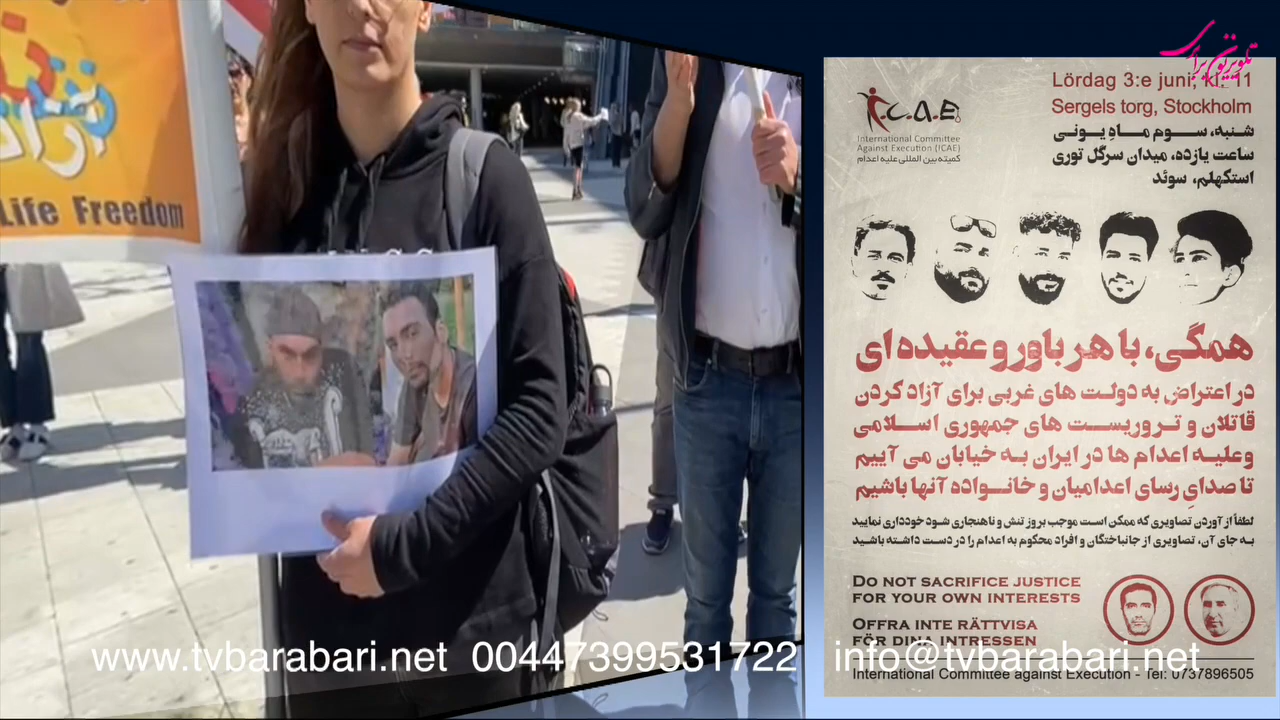 Life Freedom
تلویزیون برابری
Lördag 3:e juni, kl. 11
Sergels torg, Stockholm
شنبه، سوم ماهِ یونی
ساعت یازده، میدان سرگل توری
استکهلم، سوئد
I.C.A.E.
International Committee
Against Execution (ICAE)
کمیته بین المللی علیه اعدام
همگی، با هر باور و عقیده ای
در اعتراض به دولت های غربی برای آزاد کردن
قاتلان و تروریست های جمهوری اسلامی
وعلیه اعدام ها در ایران به خیابان می آییم
تا صدایِ رسای اعدامیان و خانواده آنها باشیم
لطفاً از آوردن تصاویری که ممکن است موجب بروز تنش و ناهنجاری شود خودداری نمایید
به جای آن، تصاویری از جانباختگان و افراد محکوم به اعدام را در دست داشته باشید
DO NOT SACRIFICE JUSTICE
FOR YOUR OWN INTERESTS
OFFRA INTE RÄTTVISA
FÖR DINA INTRESSEN
International Committee against Execution - Tel: 0737896505
www.tvbarabari.net 00447399531722 info@tvbarabari.net